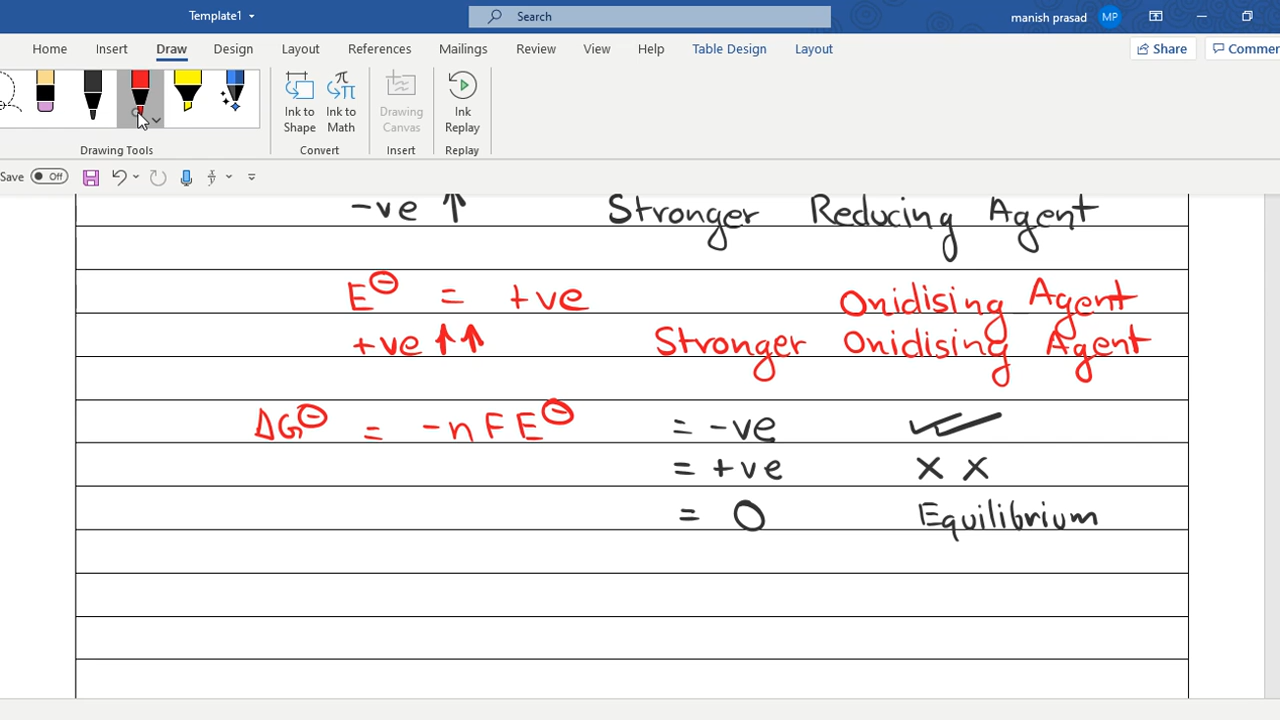 Template1
Search
manish prasad MP
Home Insert Draw Design Layout References Mailings Review View Help Table Design Layout Share Comme
Ink to Shape
Ink to Math
Drawing Canvas
Ink Replay
Drawing Tools Convert Insert Replay
Save Off
-ve ↑ Stronger Reducing Agent
E⊖ = +ve Onidising Agent
+ve ↑↑ Stronger Onidising Agent
ΔG⊖ = -nFE⊖ = -ve ✓✓
= +ve X X
= 0 Equilibrium